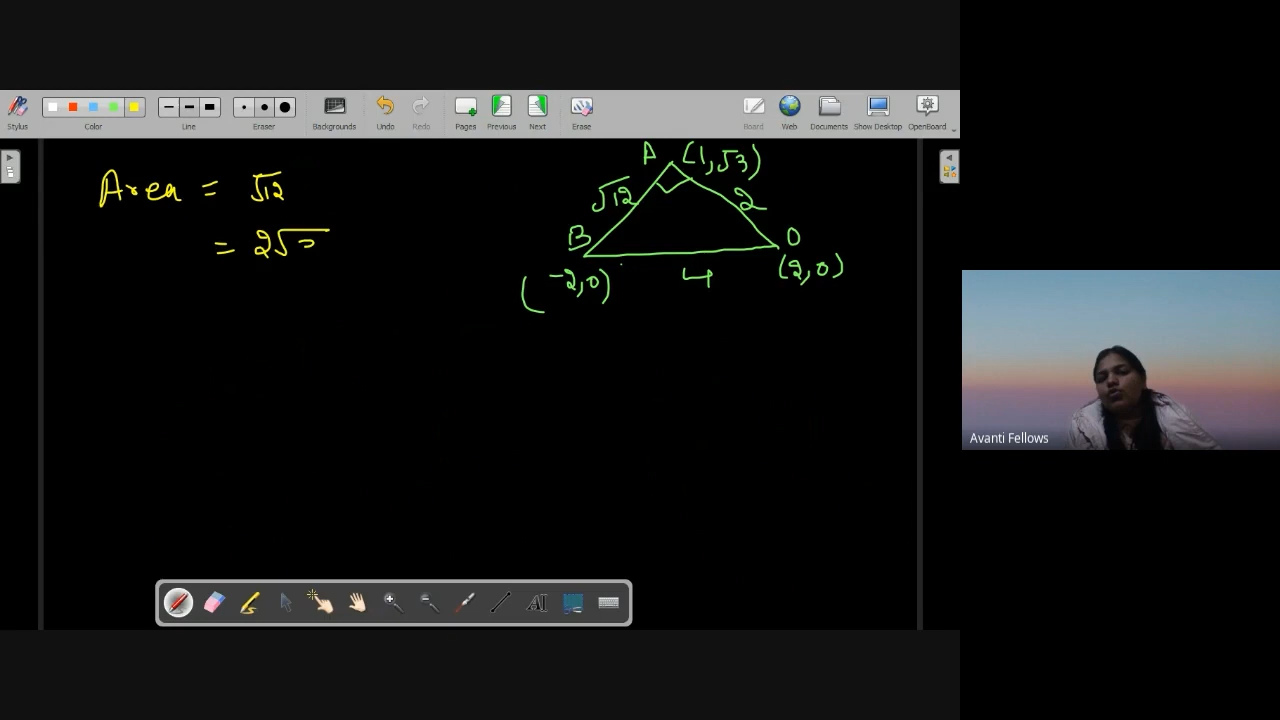 Stylus
Color
Line
Eraser
Backgrounds
Undo
Redo
Pages
Previous
Next
Erase
Board
Web
Documents
Show Desktop
OpenBoard
Area = √12
= 2√3
A (1,√3)
√12
2
B
(-2,0)
4
D
(2,0)
AI
Avanti Fellows